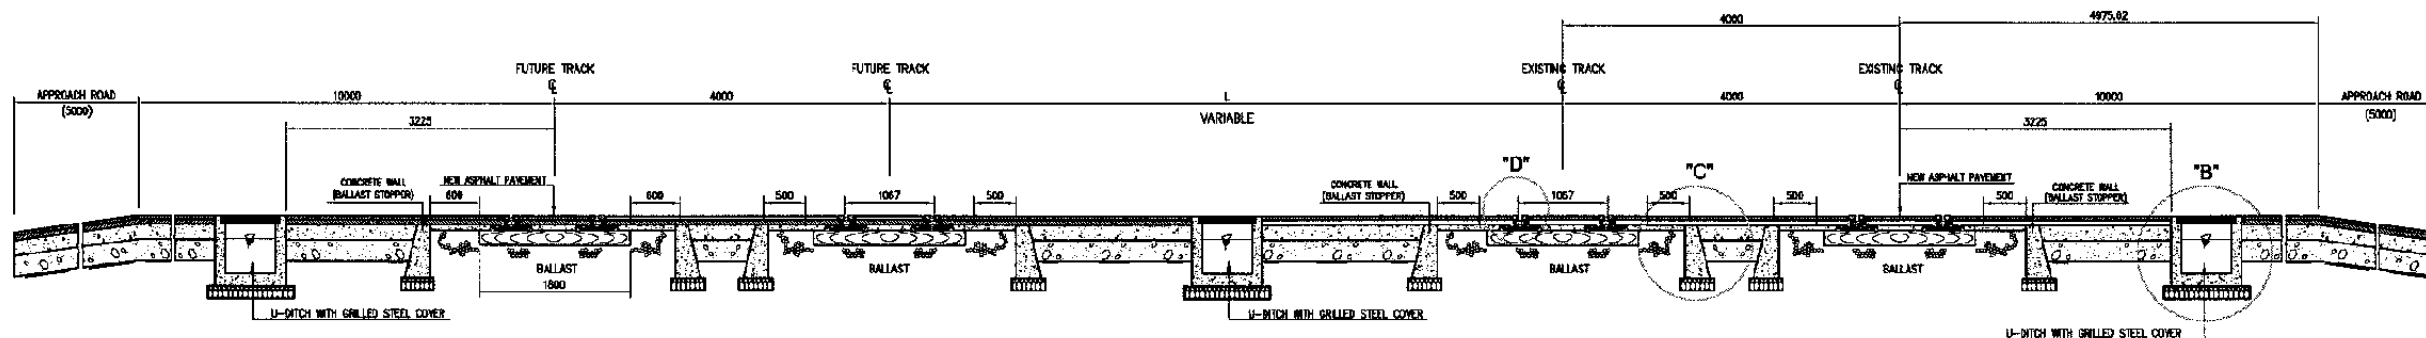 4000
4975.02
FUTURE TRACK
FUTURE TRACK
EXISTING TRACK
EXISTING TRACK
℄
℄
℄
℄
APPROACH ROAD
(5000)
10000
4000
L
VARIABLE
4000
10000
APPROACH ROAD
(5000)
3225
3225
"D"
"C"
"B"
CONCRETE WALL
(BALLAST STOPPER)
NEW ASPHALT PAVEMENT
CONCRETE WALL
(BALLAST STOPPER)
NEW ASPHALT PAVEMENT
CONCRETE WALL
(BALLAST STOPPER)
600
600
500
1067
500
500
1067
500
500
500
BALLAST
BALLAST
BALLAST
BALLAST
1800
U-DITCH WITH GRILLED STEEL COVER
U-DITCH WITH GRILLED STEEL COVER
U-DITCH WITH GRILLED STEEL COVER